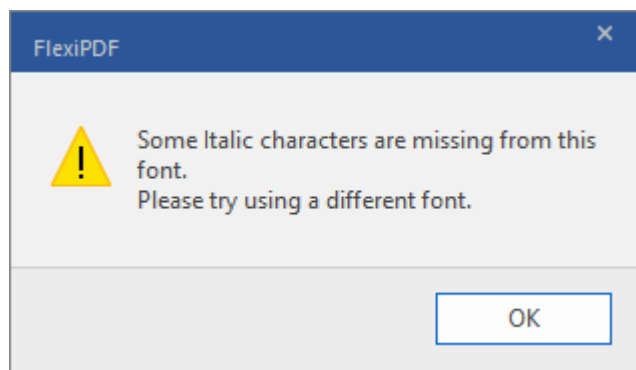 FlexiPDF
Some Italic characters are missing from this
font.
Please try using a different font.
OK